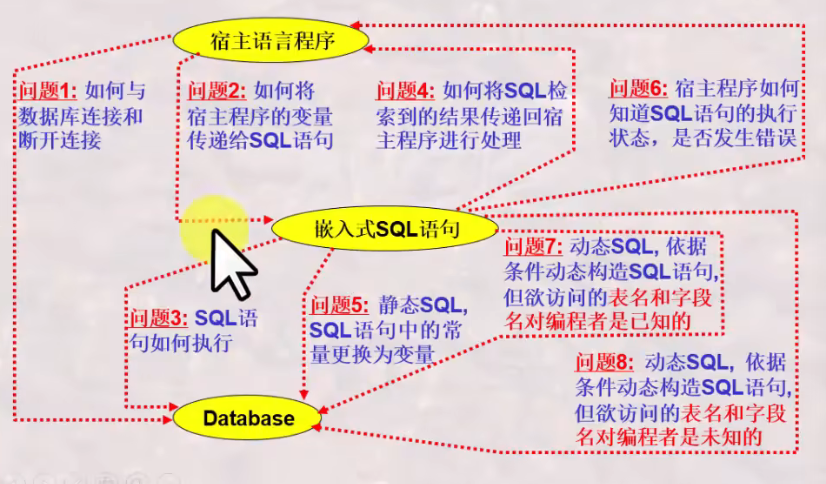 宿主语言程序
问题1: 如何与
数据库连接和
断开连接
问题2: 如何将
宿主程序的变量
传递给SQL语句
问题4: 如何将SQL检
索到的结果传递回宿
主程序进行处理
问题6: 宿主程序如何
知道SQL语句的执行
状态，是否发生错误
嵌入式SQL语句
问题3: SQL语
句如何执行
问题5: 静态SQL,
SQL语句中的常
量更换为变量
问题7: 动态SQL, 依据
条件动态构造SQL语句,
但欲访问的表名和字段
名对编程者是已知的
问题8: 动态SQL, 依据
条件动态构造SQL语句,
但欲访问的表名和字段
名对编程者是未知的
Database